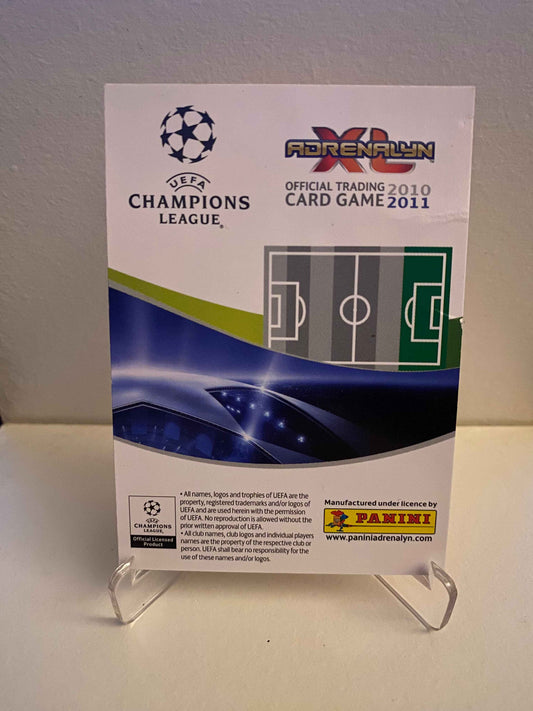 UEFA
CHAMPIONS
LEAGUE®
ADRENALYN
XL
OFFICIAL TRADING
CARD GAME
2010
2011
UEFA
CHAMPIONS
LEAGUE
Official Licensed
Product
• All names, logos and trophies of UEFA are the
property, registered trademarks and/or logos of
UEFA and are used herein with the permission
of UEFA. No reproduction is allowed without the
prior written approval of UEFA.
• All club names, club logos and individual players
names are the property of the respective club or
person. UEFA shall bear no responsibility for the
use of these names and/or logos.
Manufactured under licence by
PANINI
www.paniniadrenalyn.com